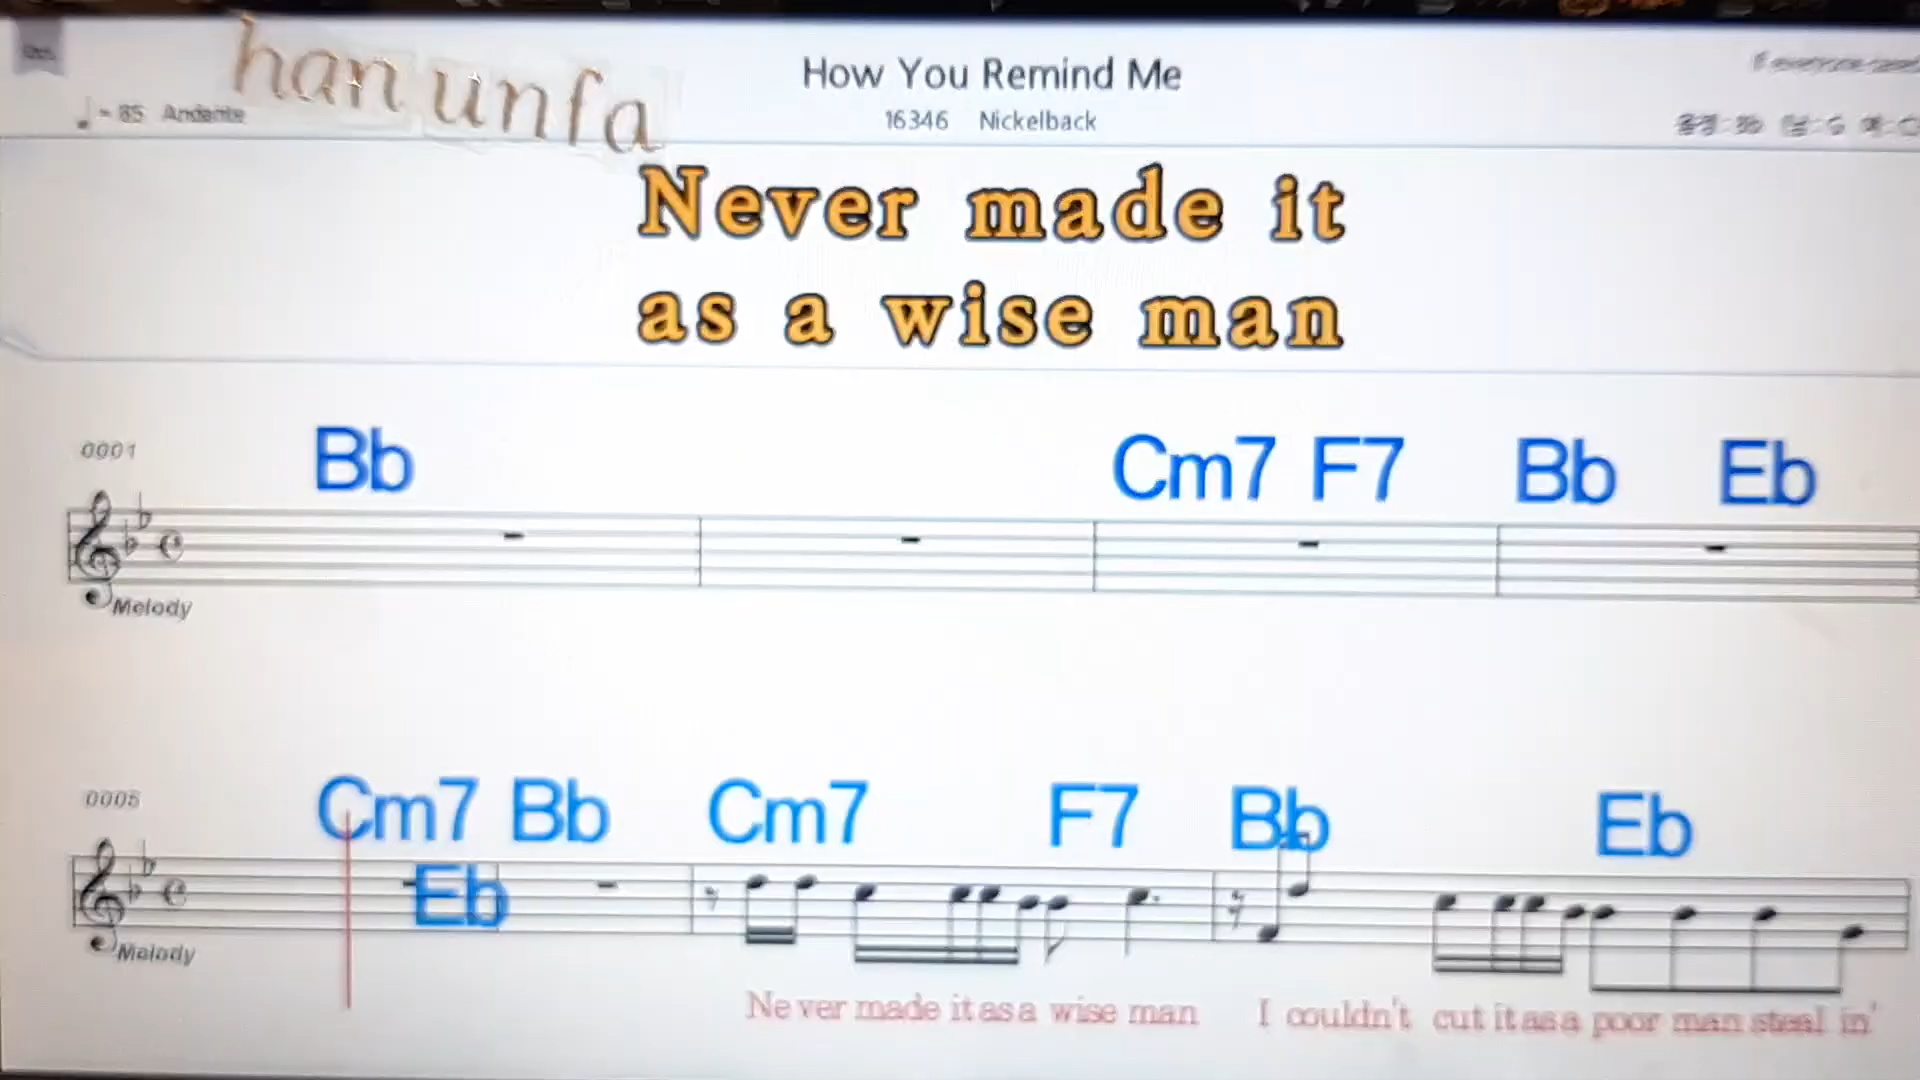 han unfa
How You Remind Me
♩ = 85 Andante
16346 Nickelback
Never made it
as a wise man
0001 Bb Cm7 F7 Bb Eb
Melody
0005 Cm7 Bb Cm7 F7 Bb Eb
Eb
Melody
Never made it as a wise man I couldn't cut it as a poor man steal in'